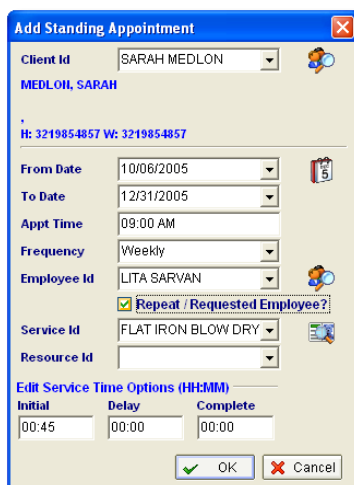 Add Standing Appointment
Client Id SARAH MEDLON
MEDLON, SARAH
,
H: 3219854857 W: 3219854857
From Date 10/06/2005
5
To Date 12/31/2005
Appt Time 09:00 AM
Frequency Weekly
Employee Id LITA SARVAN
Repeat / Requested Employee?
Service Id FLAT IRON BLOW DRY
Resource Id
Edit Service Time Options (HH:MM)
Initial Delay Complete
00:45 00:00 00:00
OK Cancel